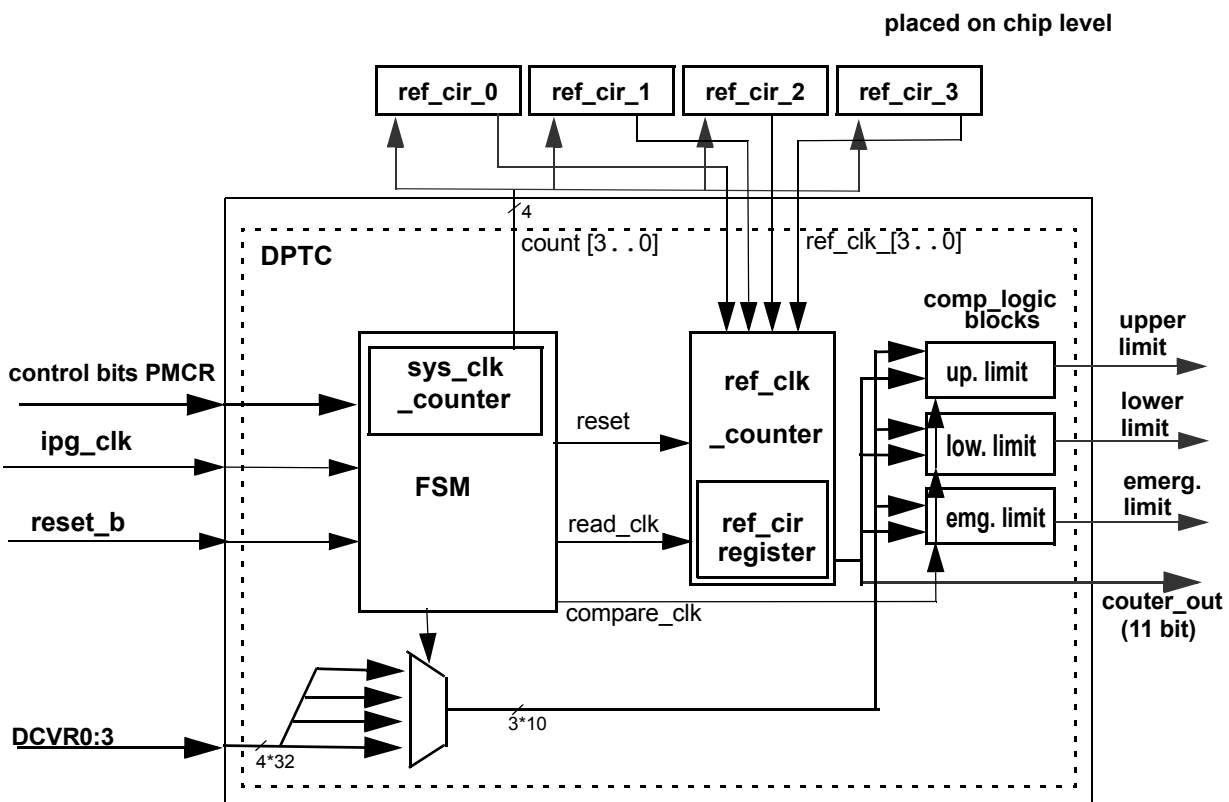 placed on chip level
ref_cir_0
ref_cir_1
ref_cir_2
ref_cir_3
4
count [3 . . 0]
ref_clk_[3 . . 0]
DPTC
comp_logic
blocks
upper
limit
control bits PMCR
sys_clk
_counter
ref_clk
_counter
up. limit
lower
limit
reset
ipg_clk
low. limit
FSM
emerg.
limit
reset_b
read_clk
ref_cir
register
emg. limit
compare_clk
couter_out
(11 bit)
DCVR0:3
4*32
3*10